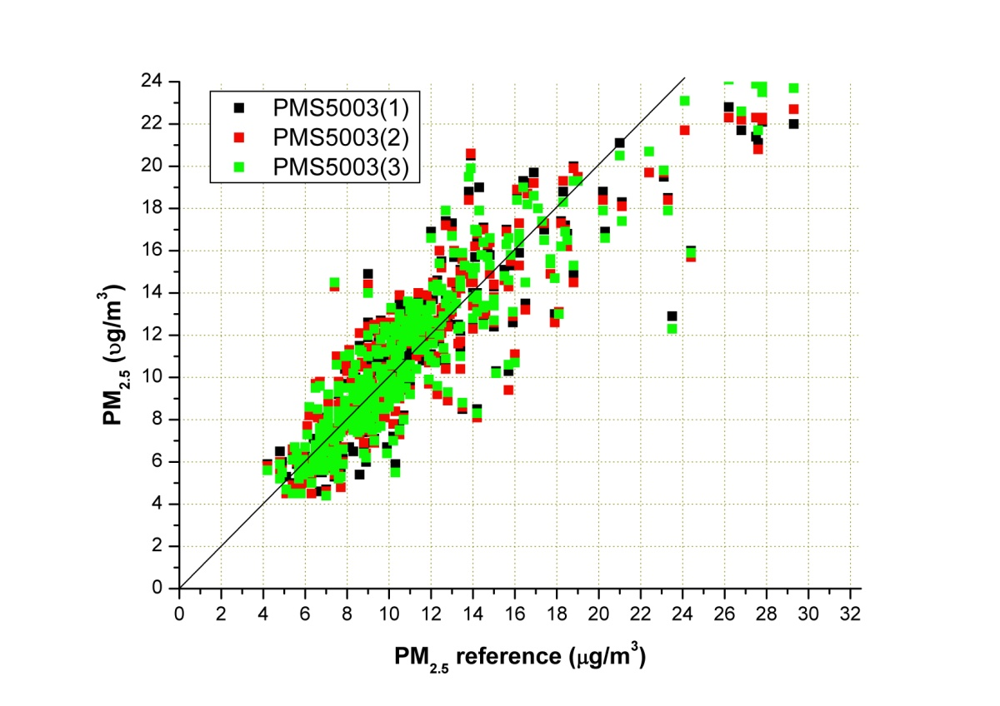 PMS5003(1)
PMS5003(2)
PMS5003(3)
24
22
20
18
16
14
12
10
8
6
4
2
0
PM2.5 (υg/m3)
0 2 4 6 8 10 12 14 16 18 20 22 24 26 28 30 32
PM2.5 reference (μg/m3)